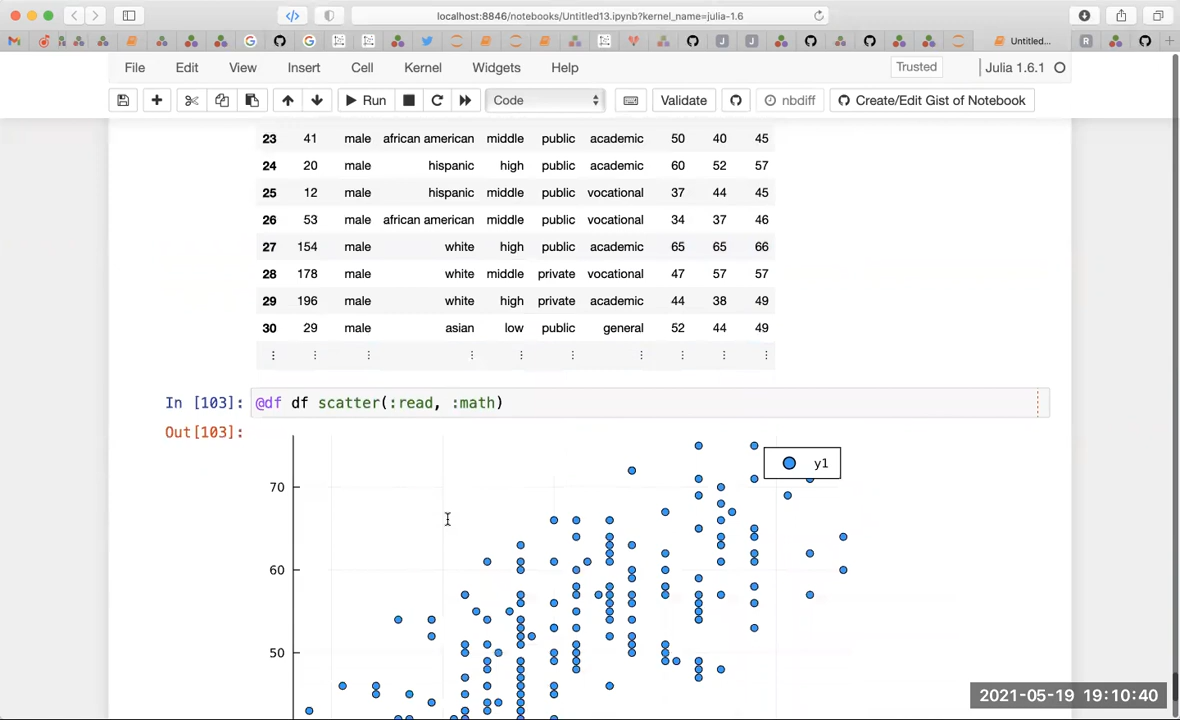 localhost:8846/notebooks/Untitled13.ipynb?kernel_name=julia-1.6
Untitled...
File Edit View Insert Cell Kernel Widgets Help Trusted Julia 1.6.1
Run Code Validate nbdiff Create/Edit Gist of Notebook
23 41 male african american middle public academic 50 40 45
24 20 male hispanic high public academic 60 52 57
25 12 male hispanic middle public vocational 37 44 45
26 53 male african american middle public vocational 34 37 46
27 154 male white high public academic 65 65 66
28 178 male white middle private vocational 47 57 57
29 196 male white high private academic 44 38 49
30 29 male asian low public general 52 44 49
In [103]: @df df scatter(:read, :math)
Out[103]:
y1
70
60
50
2021-05-19 19:10:40